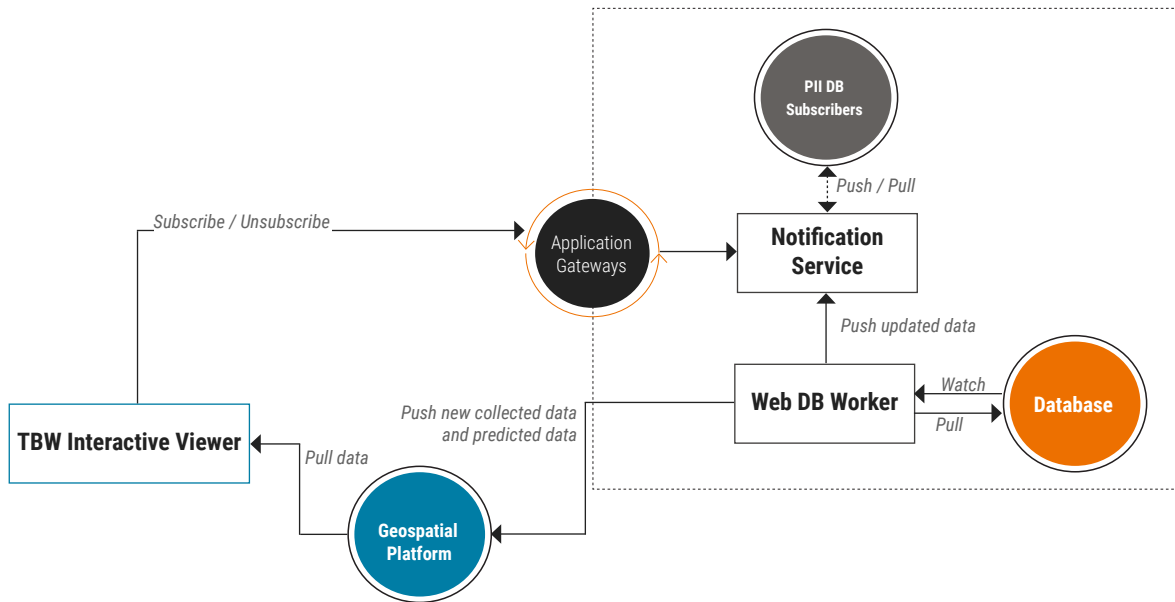 PII DB
Subscribers
Push / Pull
Subscribe / Unsubscribe
Application
Gateways
Notification
Service
Push updated data
Watch
Web DB Worker
Database
Pull
Push new collected data
and predicted data
TBW Interactive Viewer
Pull data
Geospatial
Platform